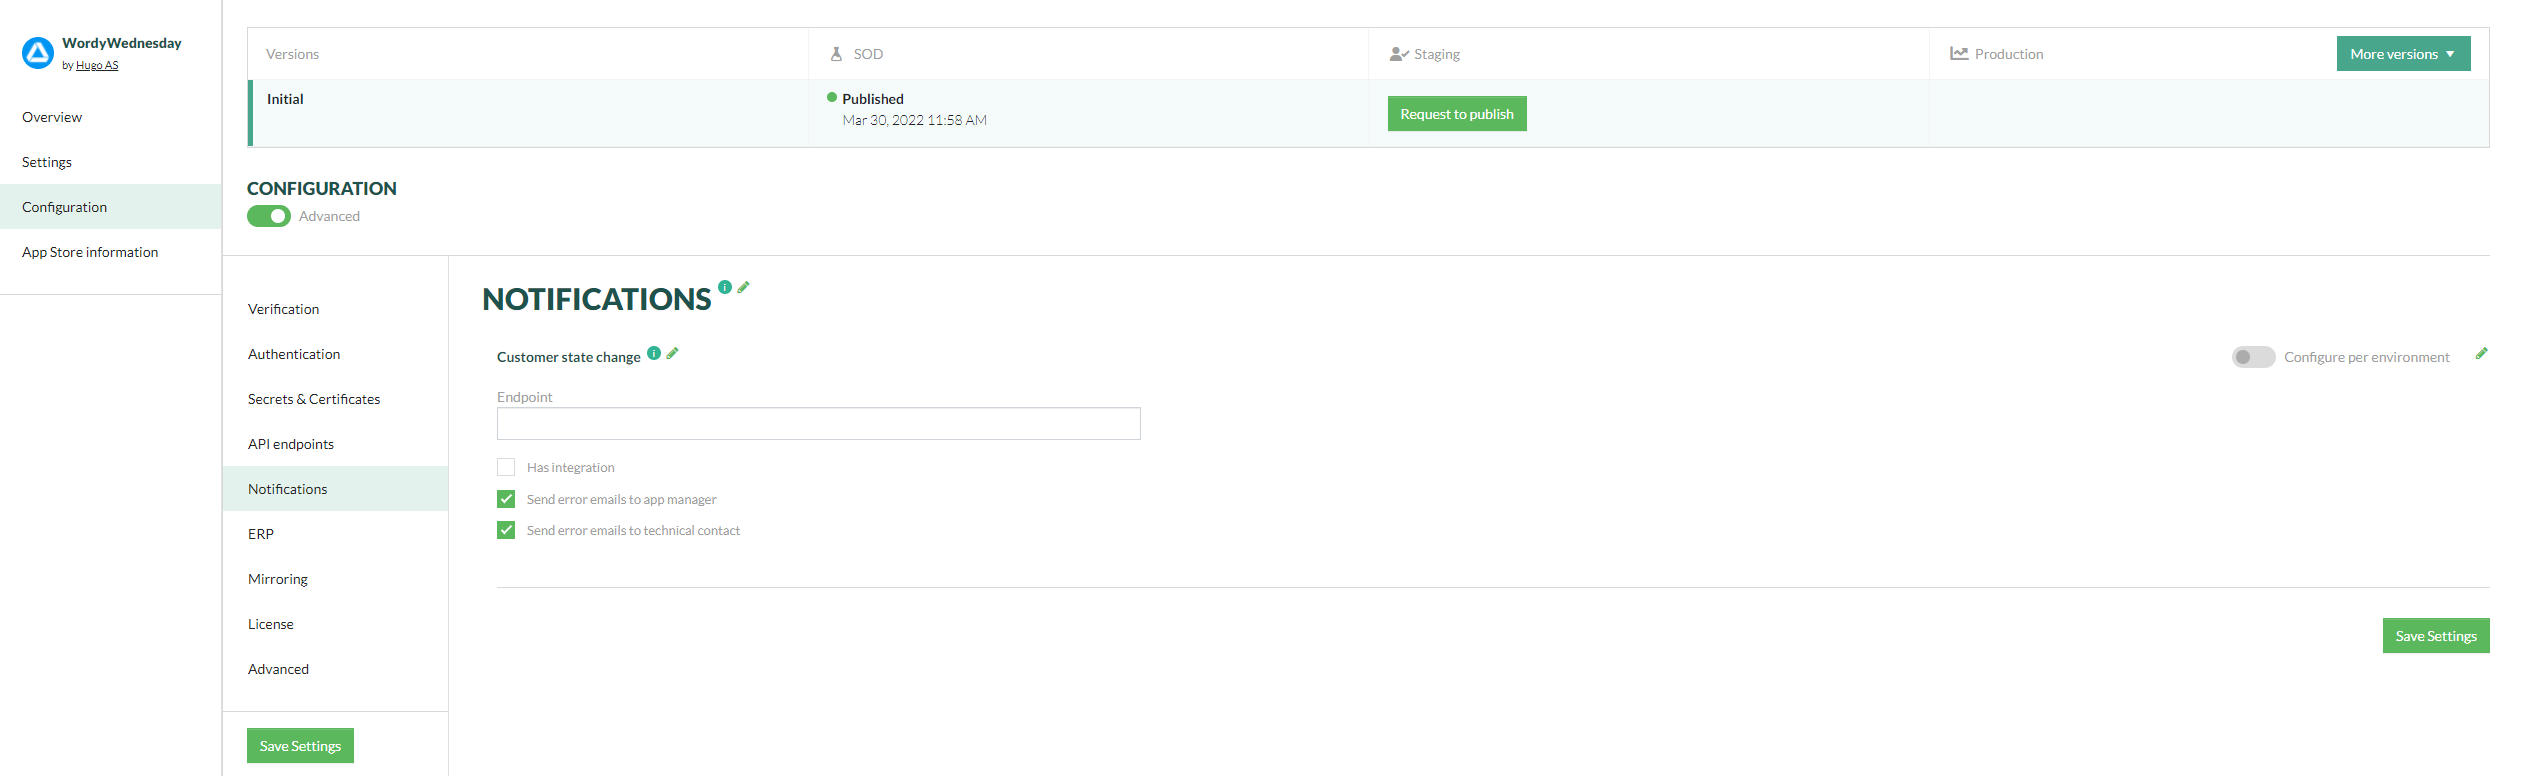 WordyWednesday
by Hugo AS
Overview
Settings
Configuration
App Store information
Versions
SOD
Staging
Production
More versions
Initial
Published
Mar 30, 2022 11:58 AM
Request to publish
CONFIGURATION
Advanced
Verification
Authentication
Secrets & Certificates
API endpoints
Notifications
ERP
Mirroring
License
Advanced
Save Settings
NOTIFICATIONS
Customer state change
Configure per environment
Endpoint
Has integration
Send error emails to app manager
Send error emails to technical contact
Save Settings